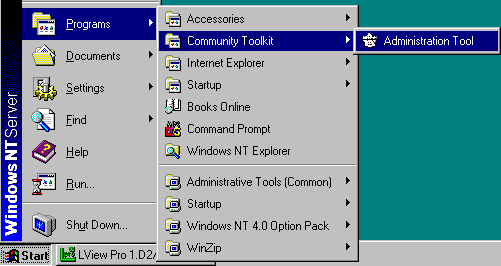 Programs
Documents
Settings
Find
Help
Run...
Shut Down...
Windows NT Server
Accessories
Community Toolkit
Internet Explorer
Startup
Books Online
Command Prompt
Windows NT Explorer
Administrative Tools (Common)
Startup
Windows NT 4.0 Option Pack
WinZip
Administration Tool
Start
LView Pro 1.D2